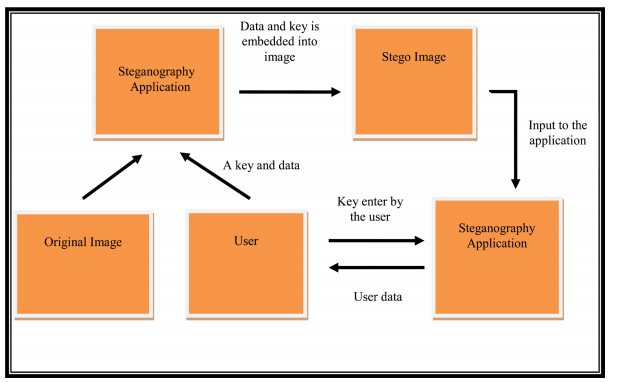 Data and key is
embedded into
image
Steganography
Application
Stego Image
Input to the
application
A key and data
Key enter by
the user
Original Image
User
Steganography
Application
User data